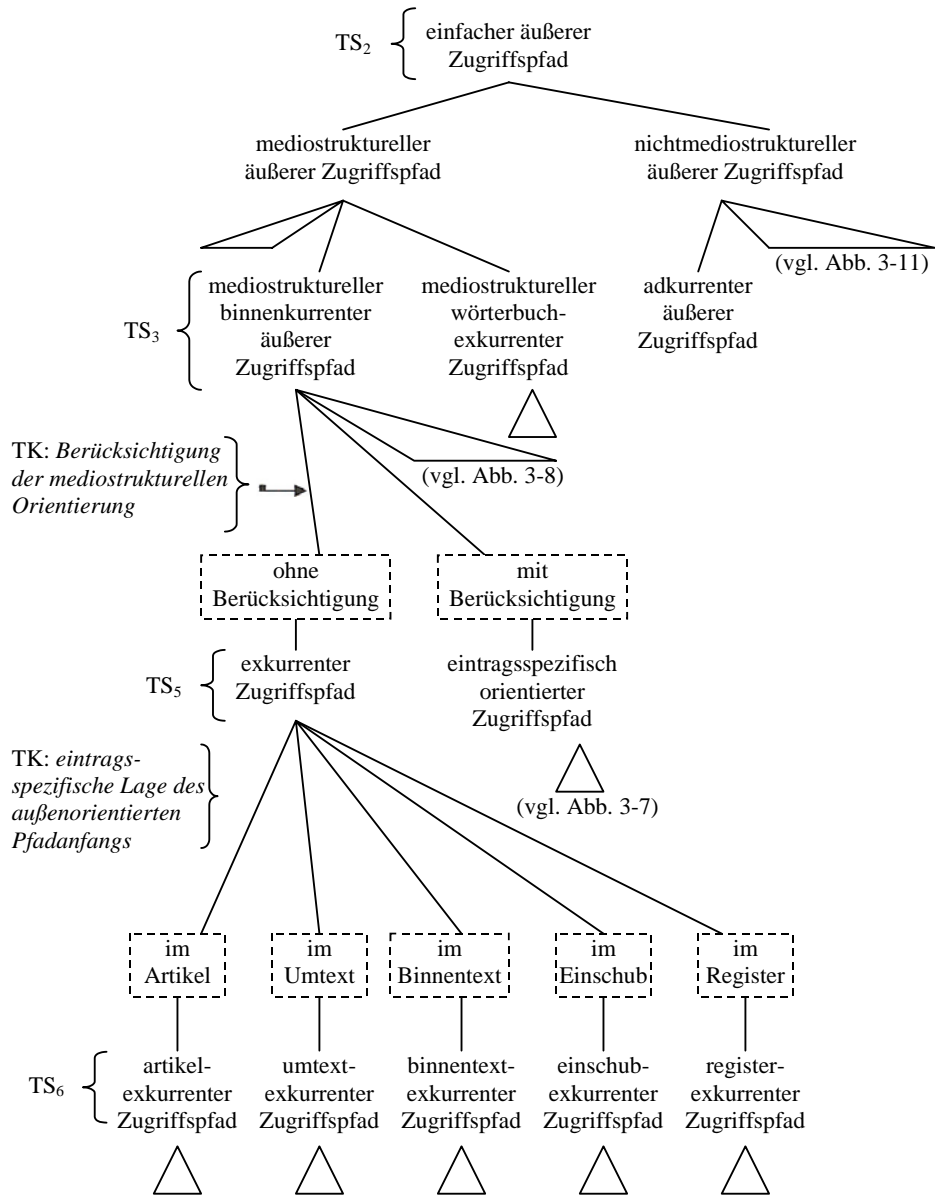 TS₂
einfacher äußerer
Zugriffspfad
mediostruktureller
äußerer Zugriffspfad
nichtmediostruktureller
äußerer Zugriffspfad
(vgl. Abb. 3-11)
TS₃
mediostruktureller
binnenkurrenter
äußerer
Zugriffspfad
mediostruktureller
wörterbuch-
exkurrenter
Zugriffspfad
adkurrenter
äußerer
Zugriffspfad
TK: Berücksichtigung
der mediostrukturellen
Orientierung
(vgl. Abb. 3-8)
ohne
Berücksichtigung
mit
Berücksichtigung
TS₅
exkurrenter
Zugriffspfad
eintragsspezifisch
orientierter
Zugriffspfad
(vgl. Abb. 3-7)
TK: eintrags-
spezifische Lage des
außenorientierten
Pfadanfangs
im
Artikel
im
Umtext
im
Binnentext
im
Einschub
im
Register
TS₆
artikel-
exkurrenter
Zugriffspfad
umtext-
exkurrenter
Zugriffspfad
binnentext-
exkurrenter
Zugriffspfad
einschub-
exkurrenter
Zugriffspfad
register-
exkurrenter
Zugriffspfad